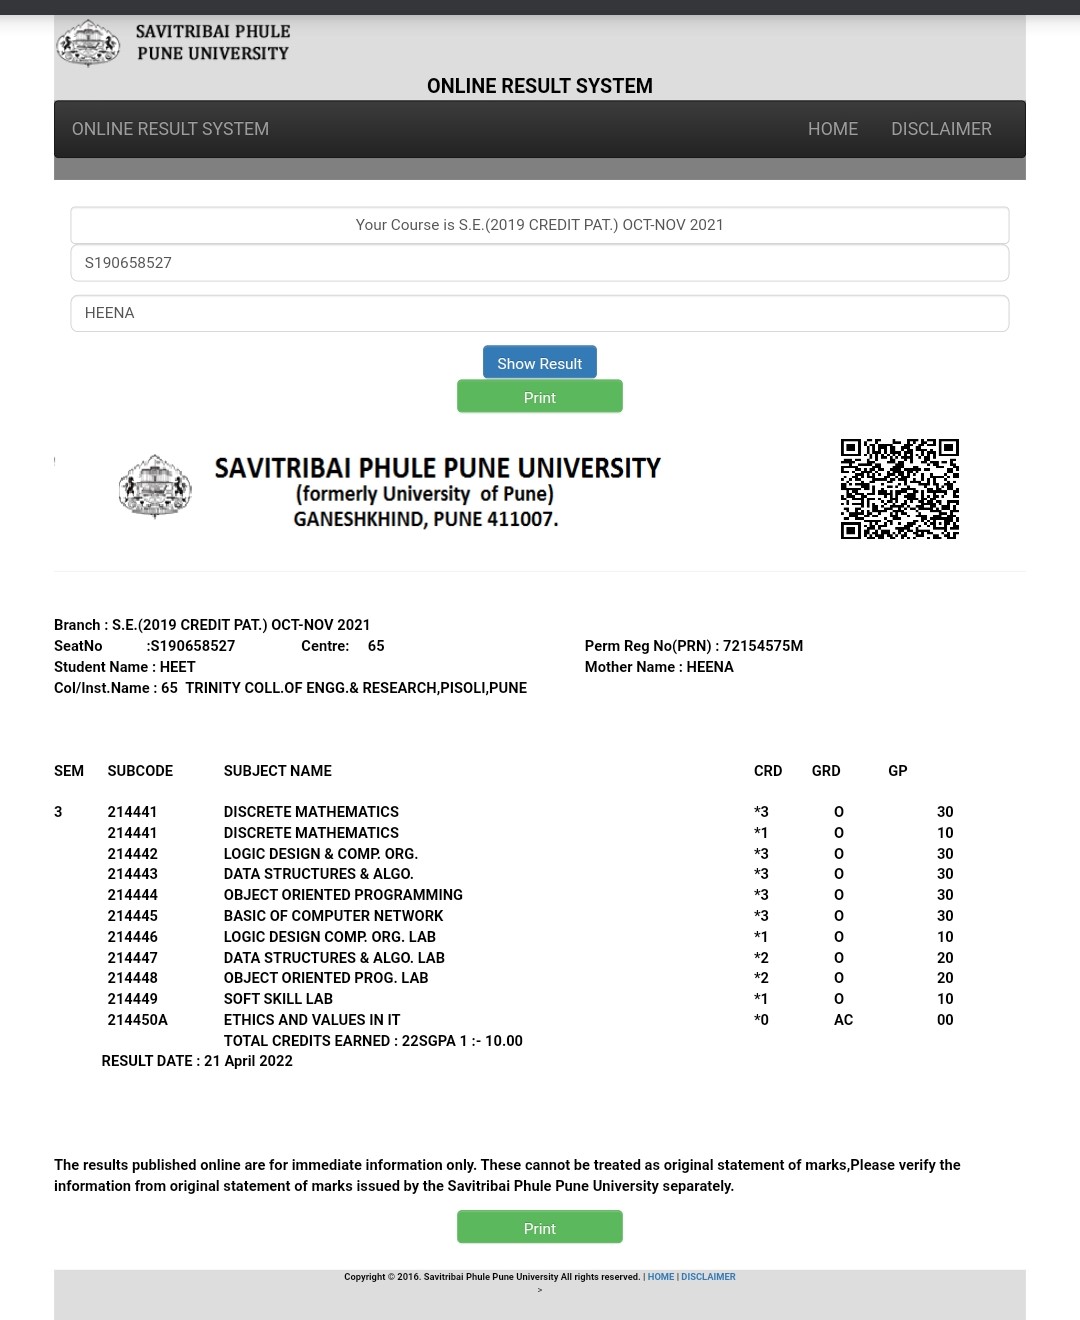 SAVITRIBAI PHULE
PUNE UNIVERSITY
ONLINE RESULT SYSTEM
ONLINE RESULT SYSTEM HOME DISCLAIMER
Your Course is S.E.(2019 CREDIT PAT.) OCT-NOV 2021
S190658527
HEENA
Show Result
Print
SAVITRIBAI PHULE PUNE UNIVERSITY
(formerly University of Pune)
GANESHKHIND, PUNE 411007.
Branch : S.E.(2019 CREDIT PAT.) OCT-NOV 2021
SeatNo :S190658527 Centre: 65 Perm Reg No(PRN) : 72154575M
Student Name : HEET Mother Name : HEENA
Col/Inst.Name : 65 TRINITY COLL.OF ENGG.& RESEARCH,PISOLI,PUNE
SEM SUBCODE SUBJECT NAME CRD GRD GP
3 214441 DISCRETE MATHEMATICS *3 O 30
214441 DISCRETE MATHEMATICS *1 O 10
214442 LOGIC DESIGN & COMP. ORG. *3 O 30
214443 DATA STRUCTURES & ALGO. *3 O 30
214444 OBJECT ORIENTED PROGRAMMING *3 O 30
214445 BASIC OF COMPUTER NETWORK *3 O 30
214446 LOGIC DESIGN COMP. ORG. LAB *1 O 10
214447 DATA STRUCTURES & ALGO. LAB *2 O 20
214448 OBJECT ORIENTED PROG. LAB *2 O 20
214449 SOFT SKILL LAB *1 O 10
214450A ETHICS AND VALUES IN IT *0 AC 00
TOTAL CREDITS EARNED : 22SGPA 1 :- 10.00
RESULT DATE : 21 April 2022
The results published online are for immediate information only. These cannot be treated as original statement of marks,Please verify the
information from original statement of marks issued by the Savitribai Phule Pune University separately.
Print
Copyright © 2016. Savitribai Phule Pune University All rights reserved. | HOME | DISCLAIMER
>